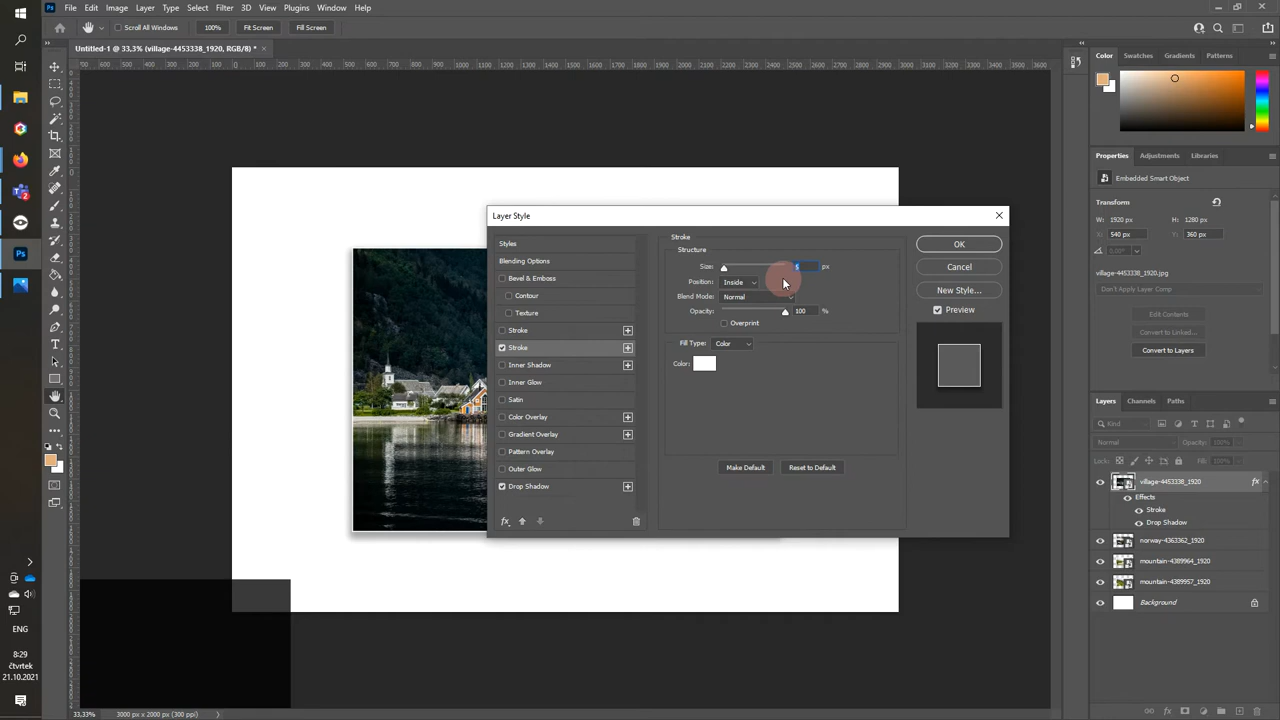 Ps File Edit Image Layer Type Select Filter 3D View Plugins Window Help
Scroll All Windows 100% Fit Screen Fill Screen
Untitled-1 @ 33,3% (village-4453338_1920, RGB/8) *
Color Swatches Gradients Patterns
Properties Adjustments Libraries
Embedded Smart Object
Transform
W: 1920 px H: 1280 px
X: 540 px Y: 360 px
0,00°
village-4453338_1920.jpg
Don't Apply Layer Comp
Edit Contents
Convert to Linked...
Convert to Layers
Layer Style
Styles
Blending Options
Bevel & Emboss
Contour
Texture
Stroke
Stroke
Inner Shadow
Inner Glow
Satin
Color Overlay
Gradient Overlay
Pattern Overlay
Outer Glow
Drop Shadow
fx
Stroke
Structure
Size: px
Position: Inside
Blend Mode: Normal
Opacity: 100 %
Overprint
Fill Type: Color
Color:
Make Default Reset to Default
OK
Cancel
New Style...
Preview
Layers Channels Paths
Kind
Normal Opacity: 100%
Lock: Fill: 100%
village-4453338_1920 fx
Effects
Stroke
Drop Shadow
norway-4363362_1920
mountain-4389964_1920
mountain-4389957_1920
Background
Ps
ENG
8:29
čtvrtek
21.10.2021
33,33% 3000 px x 2000 px (300 ppi)